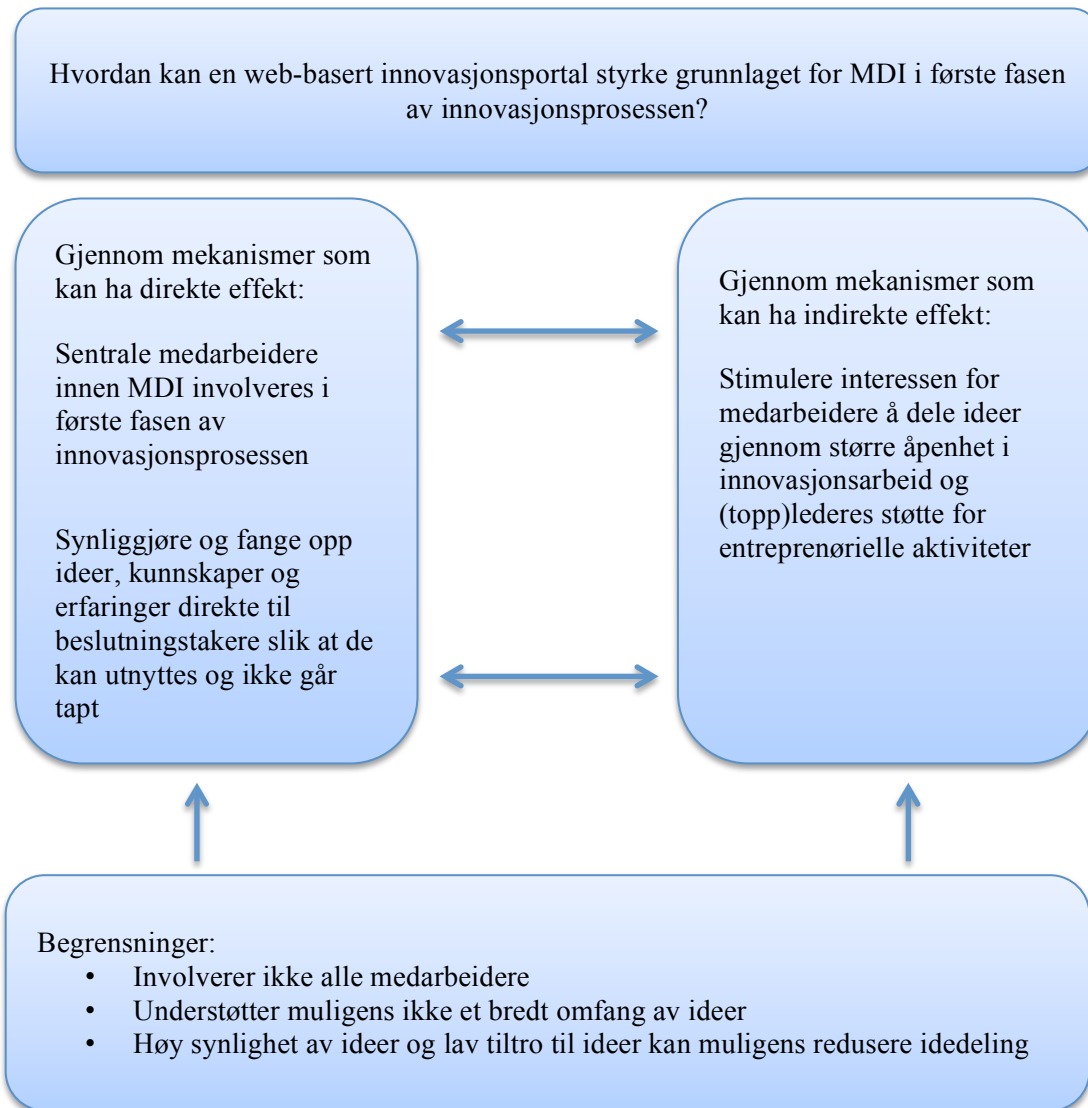 Hvordan kan en web-basert innovasjonsportal styrke grunnlaget for MDI i første fasen
av innovasjonsprosessen?
Gjennom mekanismer som
kan ha direkte effekt:
Sentrale medarbeidere
innen MDI involveres i
første fasen av
innovasjonsprosessen
Synliggjøre og fange opp
ideer, kunnskaper og
erfaringer direkte til
beslutningstakere slik at de
kan utnyttes og ikke går
tapt
Gjennom mekanismer som
kan ha indirekte effekt:
Stimulere interessen for
medarbeidere å dele ideer
gjennom større åpenhet i
innovasjonsarbeid og
(topp)lederes støtte for
entreprenørielle aktiviteter
Begrensninger:
• Involverer ikke alle medarbeidere
• Understøtter muligens ikke et bredt omfang av ideer
• Høy synlighet av ideer og lav tiltro til ideer kan muligens redusere idedeling